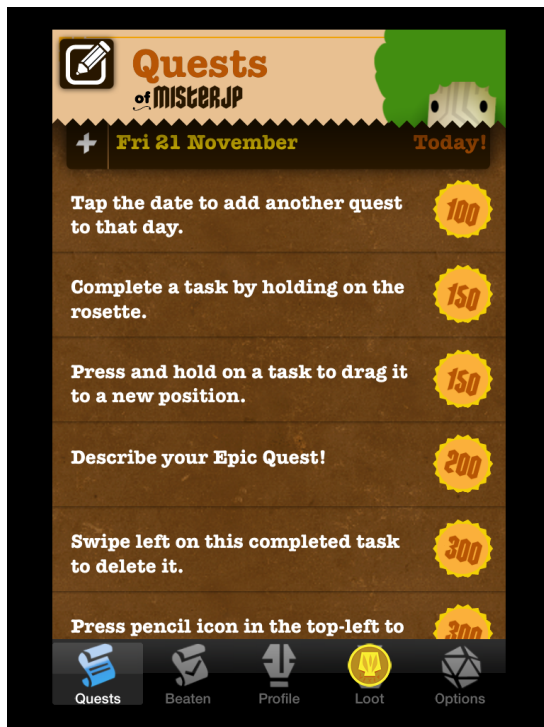 Quests
of MISTERJP
Fri 21 November Today!
Tap the date to add another quest
to that day.
100
Complete a task by holding on the
rosette.
150
Press and hold on a task to drag it
to a new position.
150
Describe your Epic Quest!
200
Swipe left on this completed task
to delete it.
300
Press pencil icon in the top-left to
300
Quests Beaten Profile Loot Options